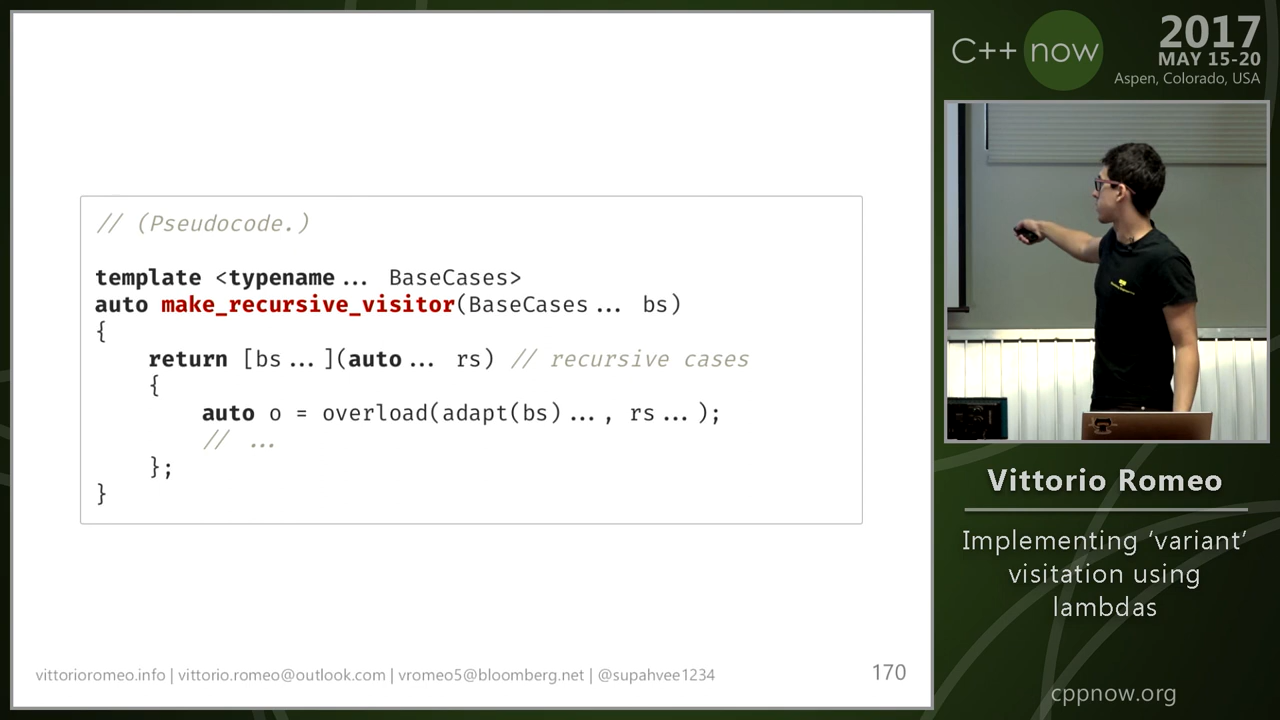 // (Pseudocode.)
template <typename... BaseCases>
auto make_recursive_visitor(BaseCases... bs)
{
return [bs...](auto... rs) // recursive cases
{
auto o = overload(adapt(bs)..., rs...);
// ...
};
}
vittorioromeo.info | vittorio.romeo@outlook.com | vromeo5@bloomberg.net | @supahvee1234
170
C++ now
2017
MAY 15-20
Aspen, Colorado, USA
Vittorio Romeo
Implementing ‘variant’
visitation using
lambdas
cppnow.org